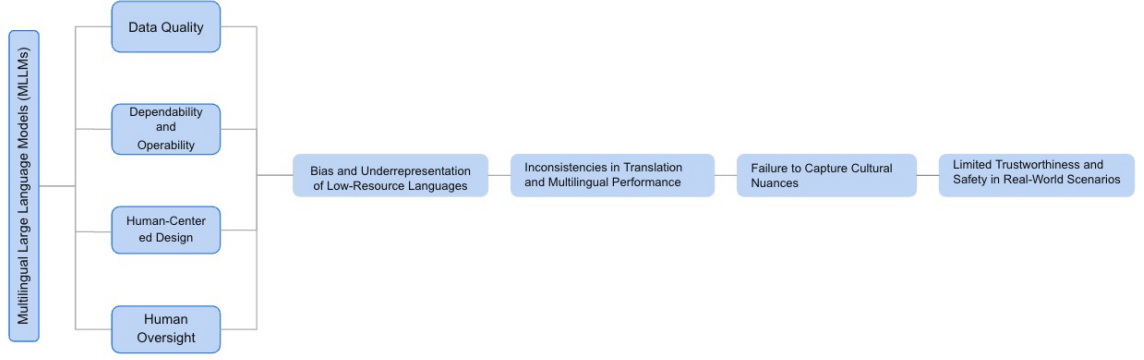 Multilingual Large Language Models (MLLMs)
Data Quality
Dependability
and
Operability
Human-Center
ed Design
Human
Oversight
Bias and Underrepresentation
of Low-Resource Languages
Inconsistencies in Translation
and Multilingual Performance
Failure to Capture Cultural
Nuances
Limited Trustworthiness and
Safety in Real-World Scenarios